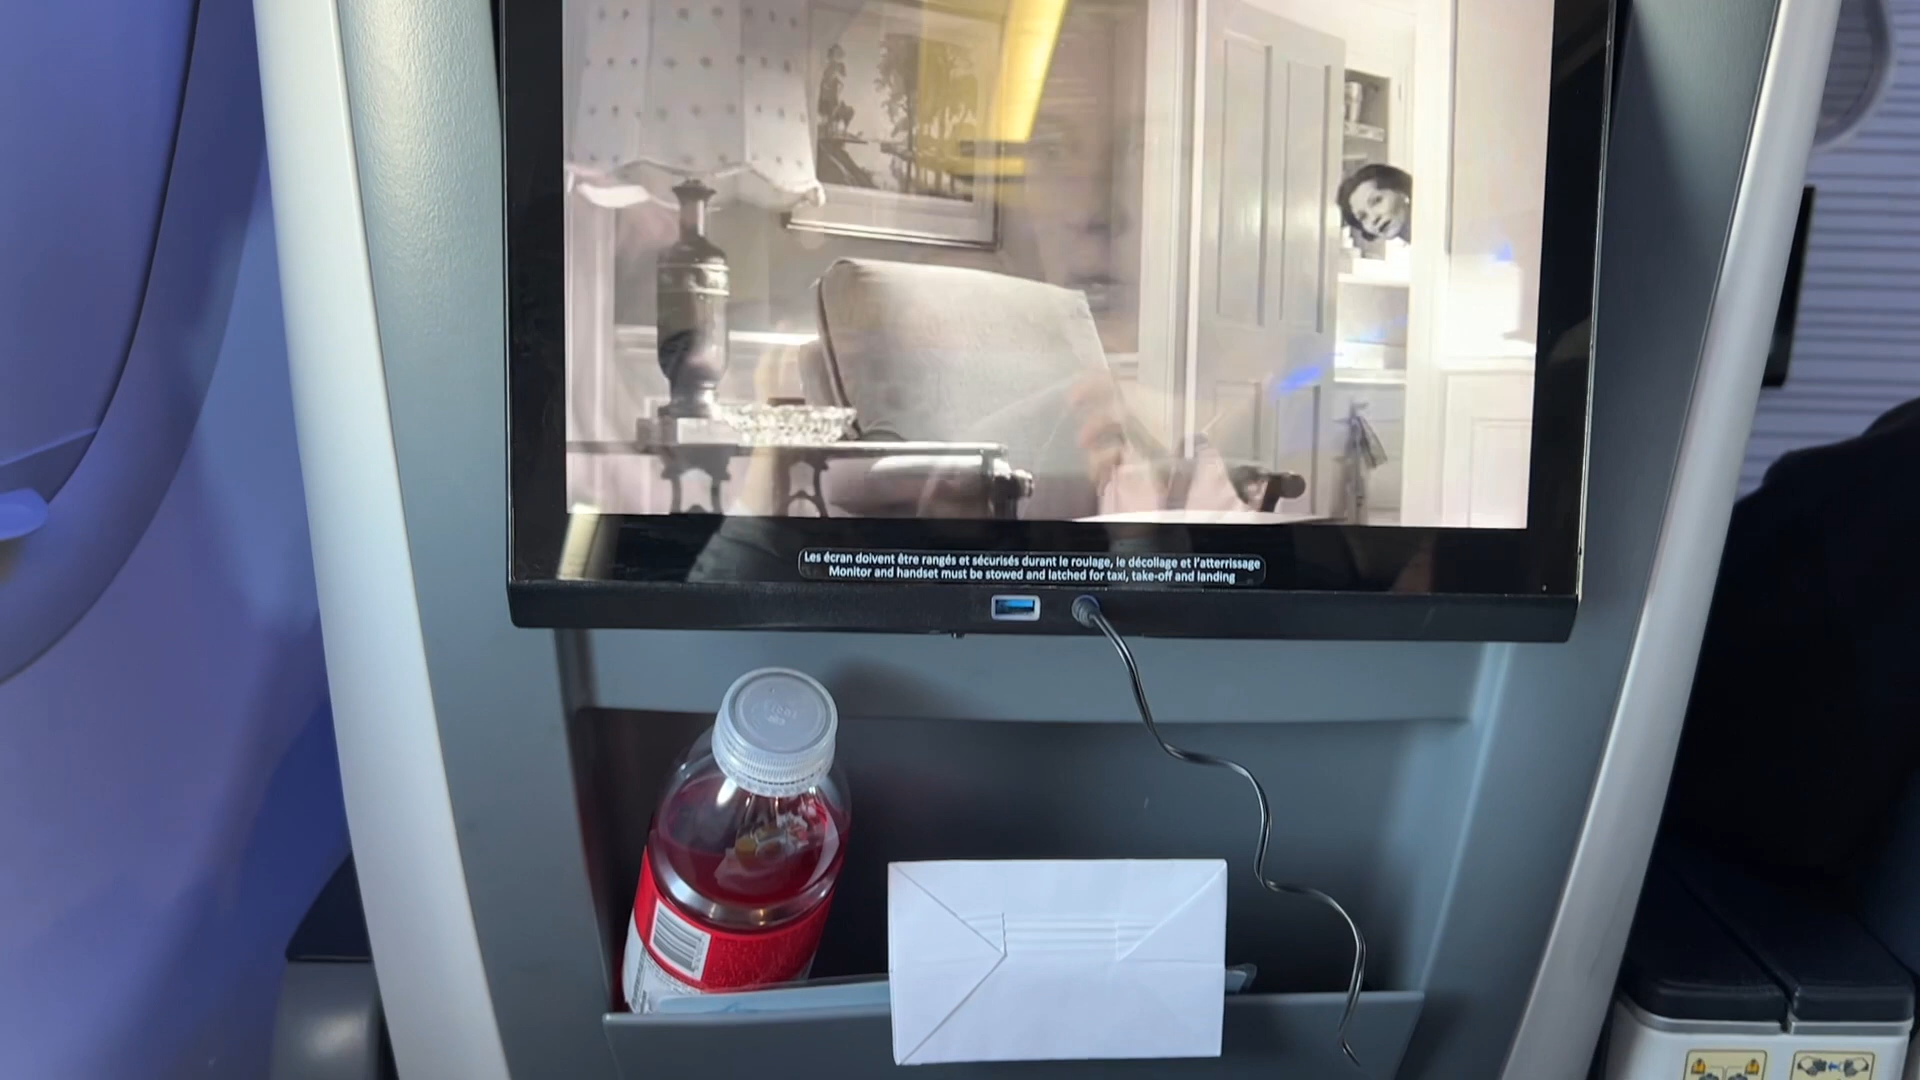 Les écran doivent être rangés et sécurisés durant le roulage, le décollage et l'atterrissage
Monitor and handset must be stowed and latched for taxi, take-off and landing